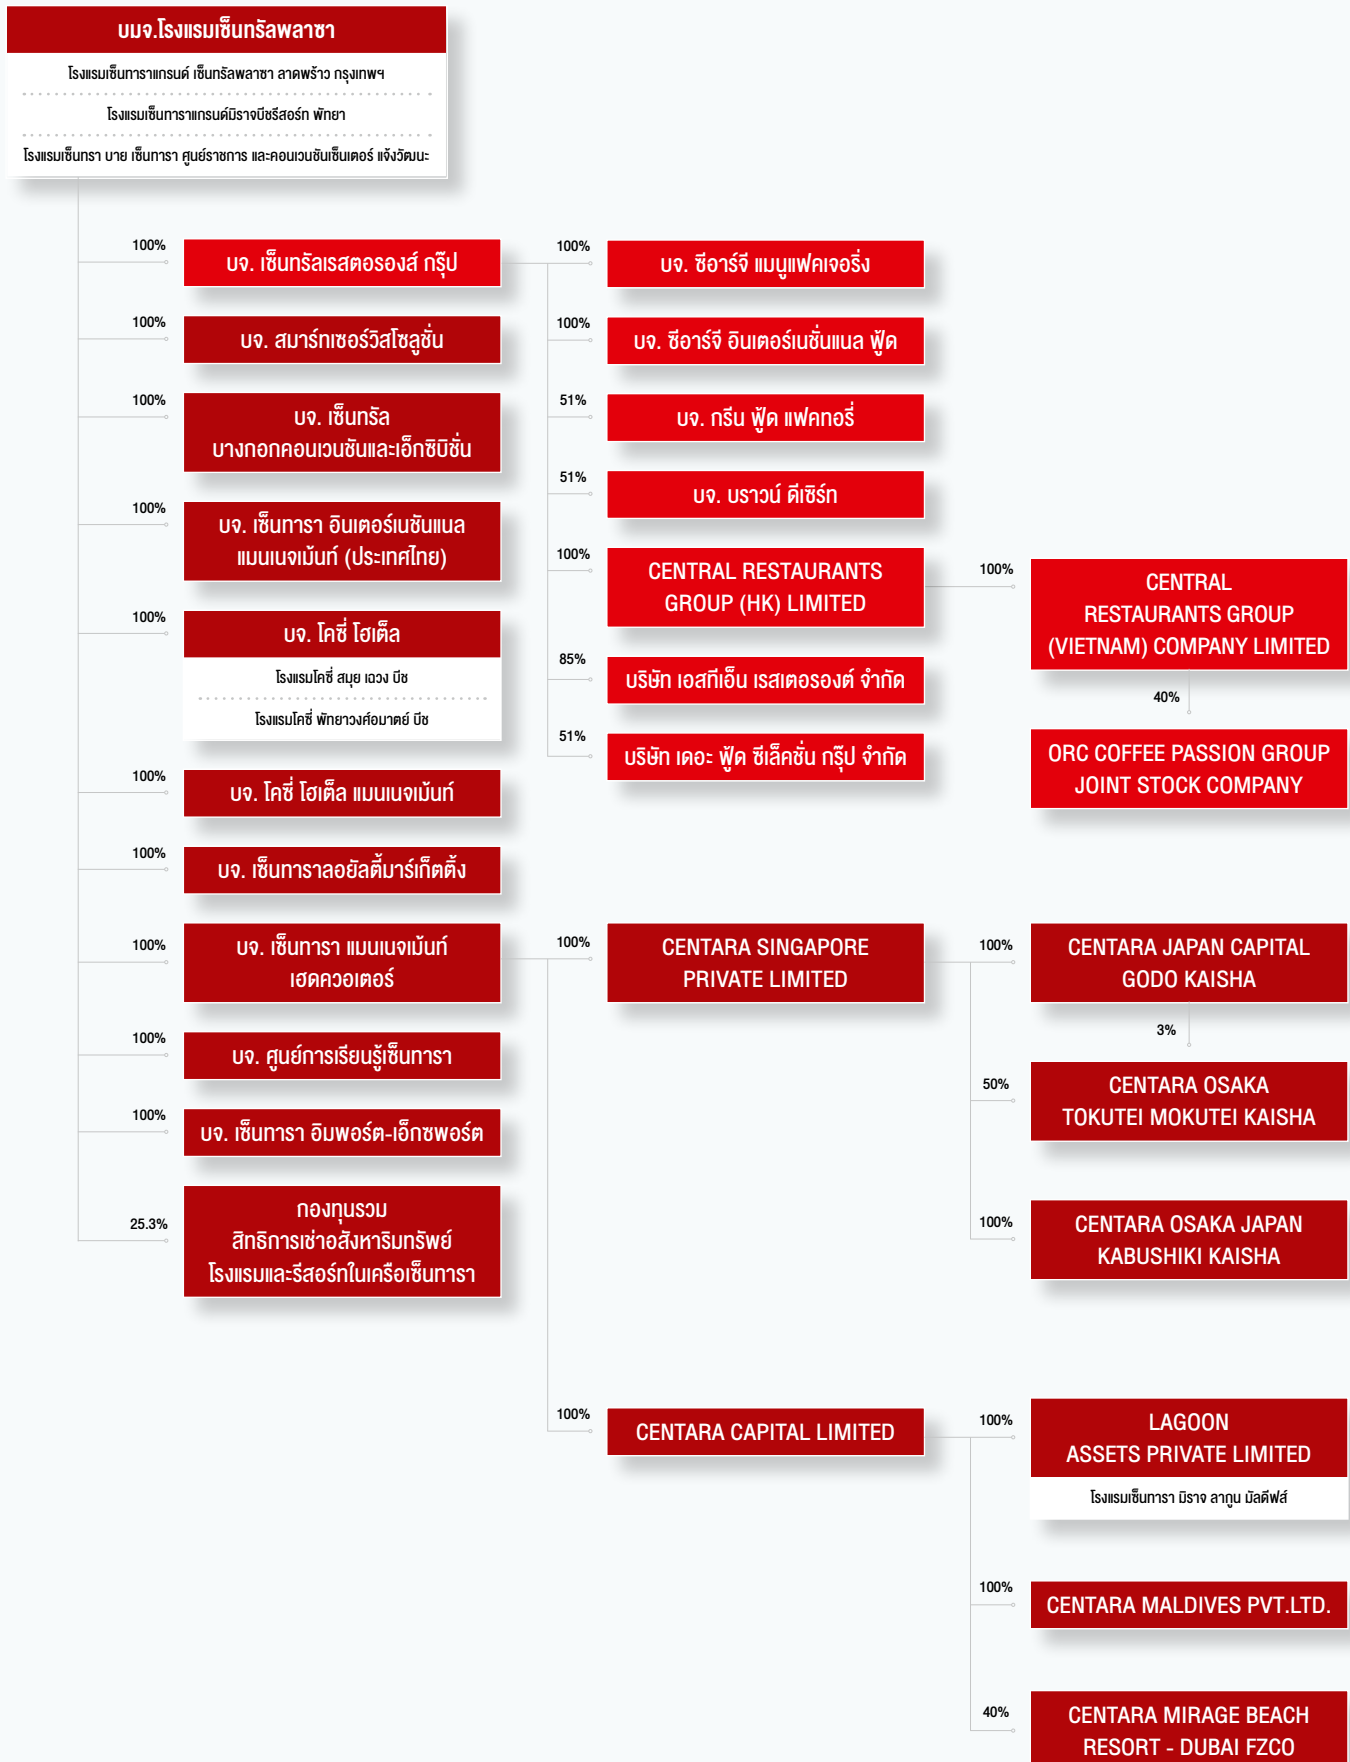 บมจ.โรงแรมเซ็นทรัลพลาซา
โรงแรมเซ็นทาราแกรนด์ เซ็นทรัลพลาซา ลาดพร้าว กรุงเทพฯ
โรงแรมเซ็นทาราแกรนด์มิราจบีชรีสอร์ท พัทยา
โรงแรมเซ็นทรา บาย เซ็นทารา ศูนย์ราชการ และคอนเวนชันเซ็นเตอร์ แจ้งวัฒนะ
100%
บจ. เซ็นทรัลเรสตอรองส์ กรุ๊ป
100%
บจ. สมาร์ทเซอร์วิสโซลูชั่น
100%
บจ. เซ็นทรัล
บางกอกคอนเวนชันและเอ็กซิบิชั่น
100%
บจ. เซ็นทารา อินเตอร์เนชันแนล
แมนเนจเม้นท์ (ประเทศไทย)
100%
บจ. โคซี่ โฮเต็ล
โรงแรมโคซี่ สมุย เฉวง บีช
โรงแรมโคซี่ พัทยาวงศ์อมาตย์ บีช
100%
บจ. โคซี่ โฮเต็ล แมนเนจเม้นท์
100%
บจ. เซ็นทาราลอยัลตี้มาร์เก็ตติ้ง
100%
บจ. เซ็นทารา แมนเนจเม้นท์
เฮดควอเตอร์
100%
บจ. ศูนย์การเรียนรู้เซ็นทารา
100%
บจ. เซ็นทารา อิมพอร์ต-เอ็กซพอร์ต
25.3%
กองทุนรวม
สิทธิการเช่าอสังหาริมทรัพย์
โรงแรมและรีสอร์ทในเครือเซ็นทารา
100%
บจ. ซีอาร์จี แมนูแฟคเจอริ่ง
100%
บจ. ซีอาร์จี อินเตอร์เนชั่นแนล ฟู้ด
51%
บจ. กรีน ฟู้ด แฟคทอรี่
51%
บจ. บราวน์ ดีเซิร์ท
100%
CENTRAL RESTAURANTS
GROUP (HK) LIMITED
85%
บริษัท เอสทีเอ็น เรสเตอรองต์ จำกัด
51%
บริษัท เดอะ ฟู้ด ซีเล็คชั่น กรุ๊ป จำกัด
100%
CENTRAL
RESTAURANTS GROUP
(VIETNAM) COMPANY LIMITED
40%
ORC COFFEE PASSION GROUP
JOINT STOCK COMPANY
100%
CENTARA SINGAPORE
PRIVATE LIMITED
100%
CENTARA JAPAN CAPITAL
GODO KAISHA
3%
50%
CENTARA OSAKA
TOKUTEI MOKUTEI KAISHA
100%
CENTARA OSAKA JAPAN
KABUSHIKI KAISHA
100%
CENTARA CAPITAL LIMITED
100%
LAGOON
ASSETS PRIVATE LIMITED
โรงแรมเซ็นทารา มิราจ ลากูน มัลดีฟส์
100%
CENTARA MALDIVES PVT.LTD.
40%
CENTARA MIRAGE BEACH
RESORT - DUBAI FZCO